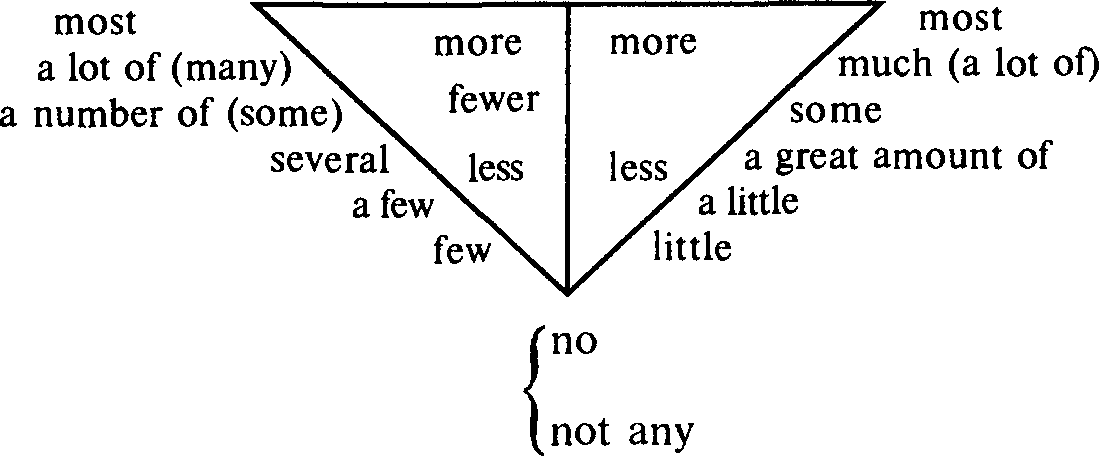 most
a lot of (many)
a number of (some)
several
a few
few
more
fewer
less
more
less
most
much (a lot of)
some
a great amount of
a little
little
no
not any